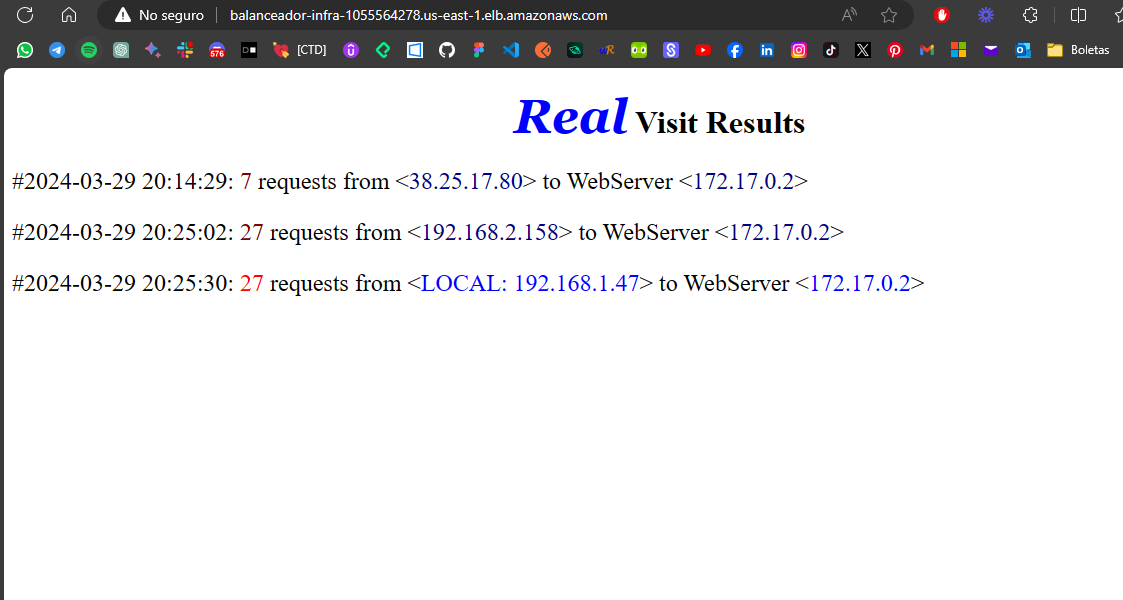 No seguro
balanceador-infra-1055564278.us-east-1.elb.amazonaws.com
576
[CTD]
Boletas
Real Visit Results
#2024-03-29 20:14:29: 7 requests from <38.25.17.80> to WebServer <172.17.0.2>
#2024-03-29 20:25:02: 27 requests from <192.168.2.158> to WebServer <172.17.0.2>
#2024-03-29 20:25:30: 27 requests from <LOCAL: 192.168.1.47> to WebServer <172.17.0.2>